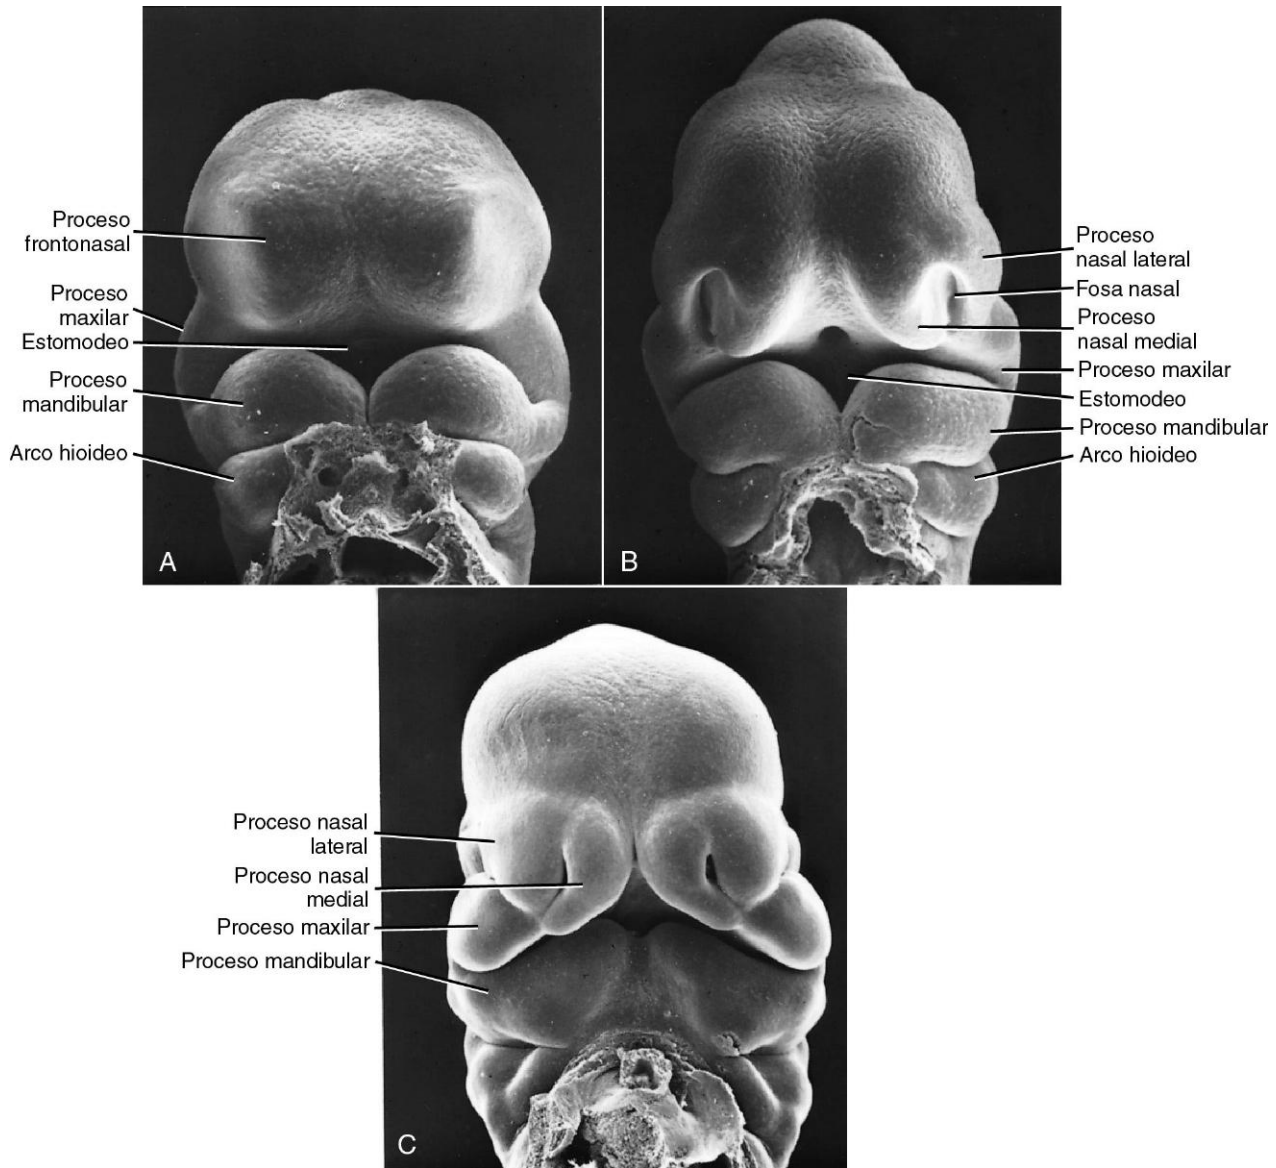 Proceso
frontonasal
Proceso
maxilar
Estomodeo
Proceso
mandibular
Arco hioideo
A
Proceso
nasal lateral
Fosa nasal
Proceso
nasal medial
Proceso maxilar
Estomodeo
Proceso mandibular
Arco hioideo
B
Proceso nasal
lateral
Proceso nasal
medial
Proceso maxilar
Proceso mandibular
C